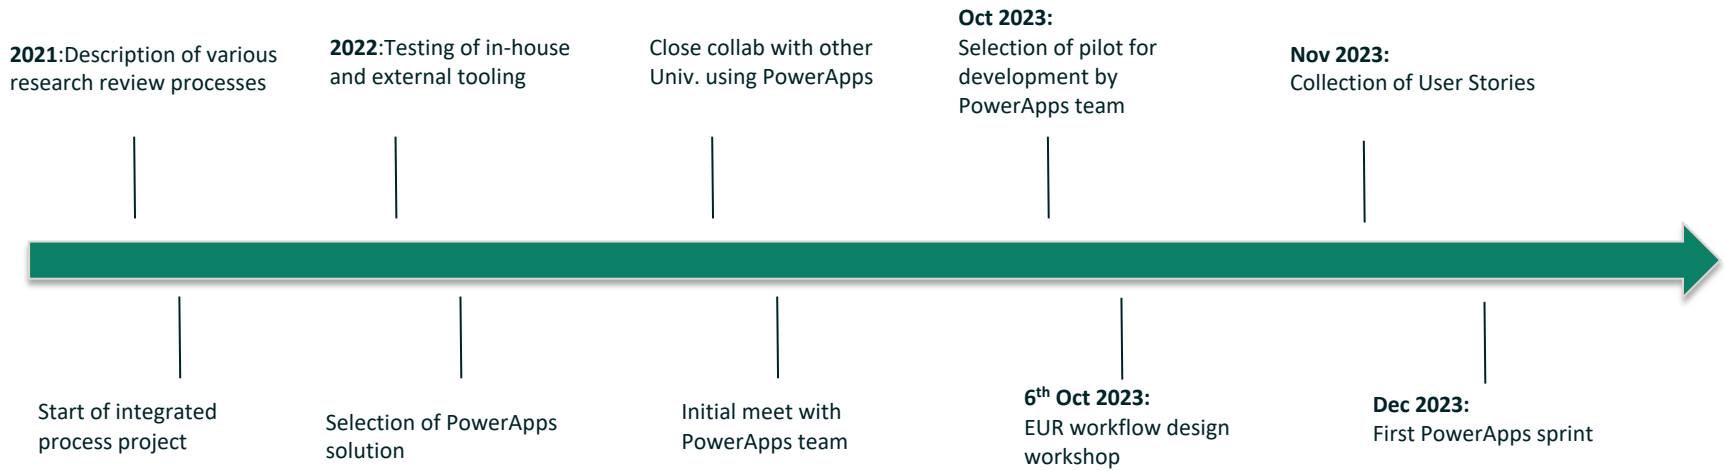 2021:Description of various
research review processes
2022:Testing of in-house
and external tooling
Close collab with other
Univ. using PowerApps
Oct 2023:
Selection of pilot for
development by
PowerApps team
Nov 2023:
Collection of User Stories
Start of integrated
process project
Selection of PowerApps
solution
Initial meet with
PowerApps team
6th Oct 2023:
EUR workflow design
workshop
Dec 2023:
First PowerApps sprint